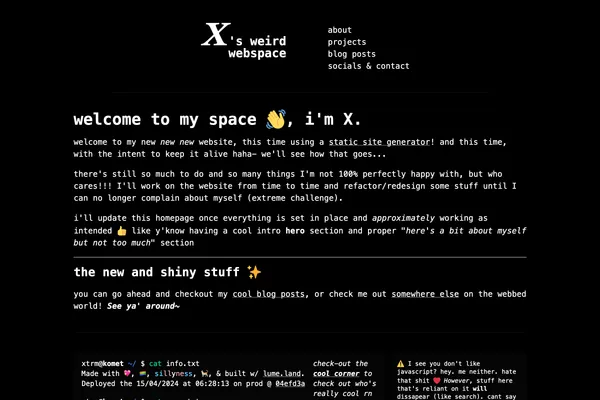 X's weird
webspace
about
projects
blog posts
socials & contact
welcome to my space 👋, i'm X.
welcome to my new new new website, this time using a static site generator! and this time,
with the intent to keep it alive haha~ we'll see how that goes...
there's still so much to do and so many things I'm not 100% perfectly happy with, but who
cares!!! I'll work on the website from time to time and refactor/redesign some stuff until I
can no longer complain about myself (extreme challenge).
i'll update this homepage once everything is set in place and approximately working as
intended 👍 like y'know having a cool intro hero section and proper "here's a bit about myself
but not too much" section
the new and shiny stuff ✨
you can go ahead and checkout my cool blog posts, or check me out somewhere else on the webbed
world! See ya' around~
xtrm@komet ~/ $ cat info.txt
Made with 💖, 🍵, sillyness, 🐈, & built w/ lume.land.
Deployed the 15/04/2024 at 06:28:13 on prod @ 04efd3a
check-out the
cool corner to
check out who's
really cool rn
⚠️ I see you don't like
javascript? hey. me neither. hate
that shit ❤️ However, stuff here
that's reliant on it will
dissapear (like search). cant say